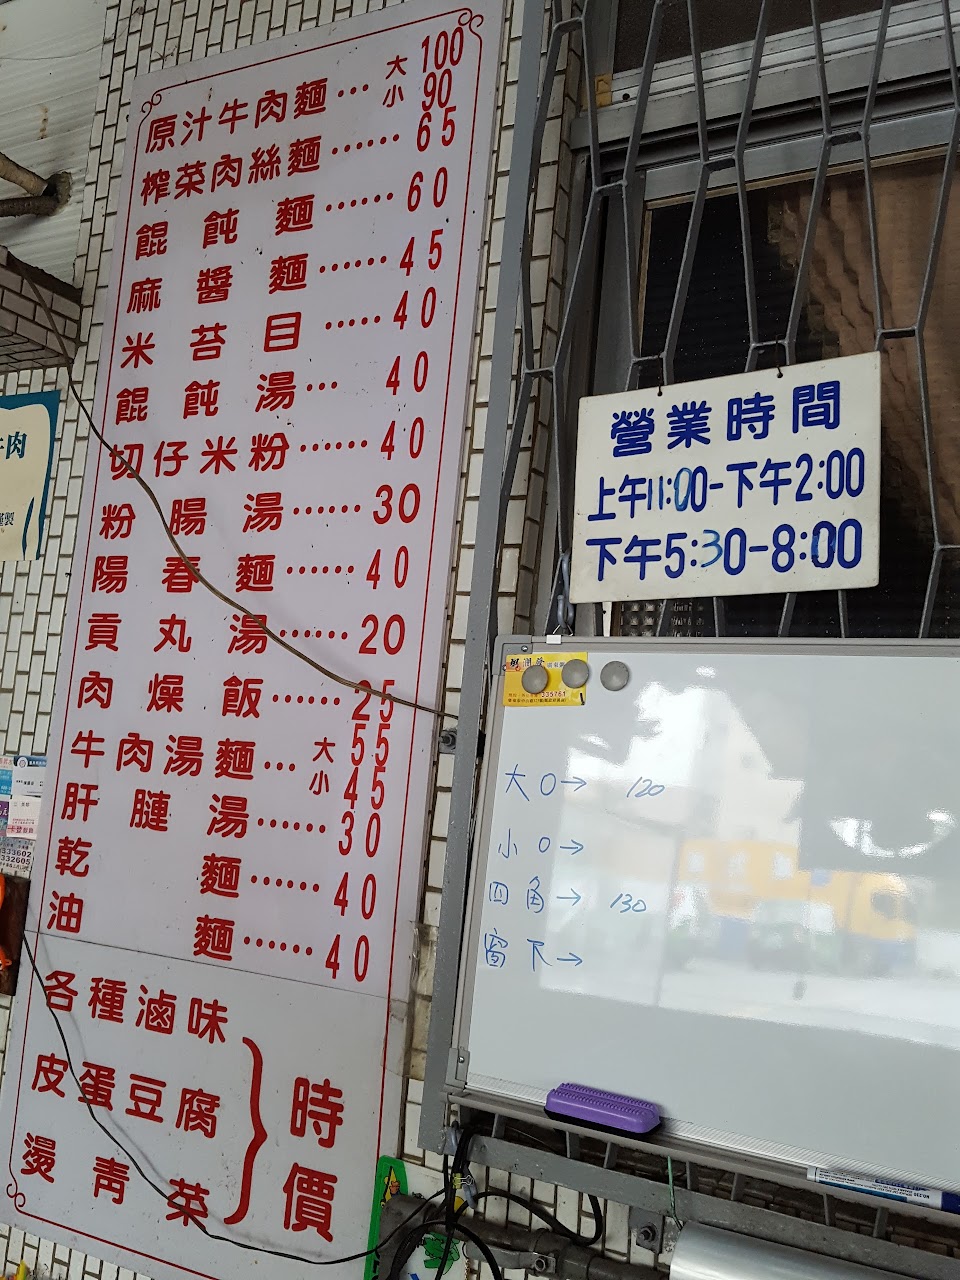 原汁牛肉麵…大100
小90
榨菜肉絲麵……65
餛飩麵……60
麻醬麵……45
米苔目……40
餛飩湯…40
切仔米粉……40
粉腸湯……30
陽春麵……40
貢丸湯……20
肉燥飯……25
牛肉湯麵…大55
小45
肝膤湯……30
乾麵……40
油麵……40
各種滷味
皮蛋豆腐
燙青菜
時價
營業時間
上午11:00-下午2:00
下午5:30-8:00
335761
大O→ 120
小O→
四角→ 130
窗下→
牛肉
333602
332605